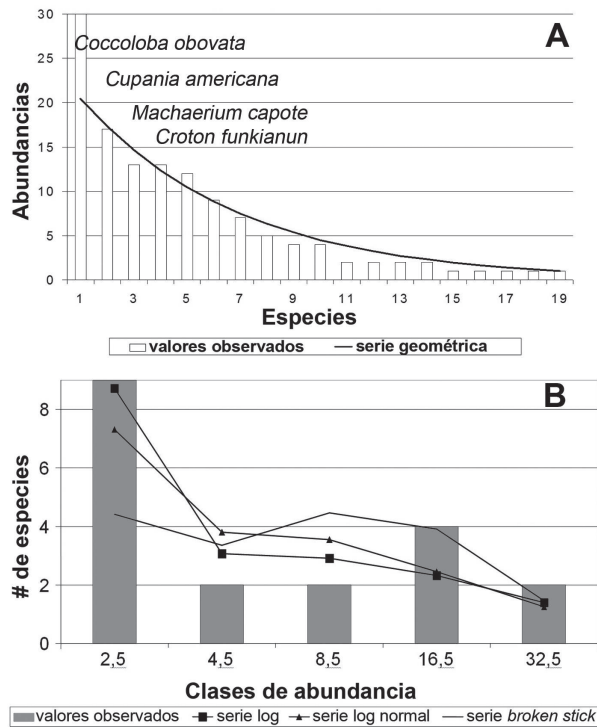 A
Abundancias
30
25
20
15
10
5
0
Coccoloba obovata
Cupania americana
Machaerium capote
Croton funkianun
1 3 5 7 9 11 13 15 17 19
Especies
valores observados serie geométrica
B
# de especies
8
6
4
2
0
2,5 4,5 8,5 16,5 32,5
Clases de abundancia
valores observados serie log serie log normal serie broken stick